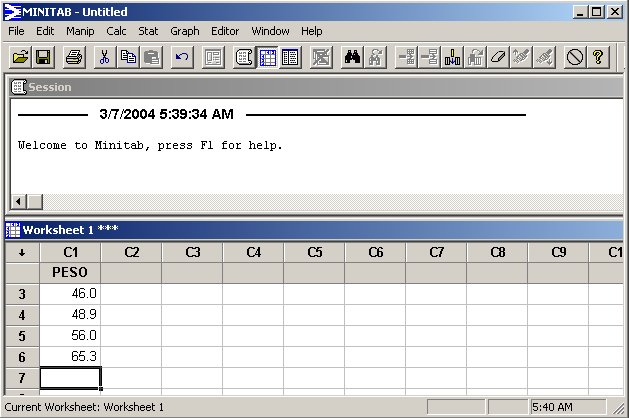 MINITAB - Untitled
File Edit Manip Calc Stat Graph Editor Window Help
Session
3/7/2004 5:39:34 AM
Welcome to Minitab, press F1 for help.
Worksheet 1 ***
C1 C2 C3 C4 C5 C6 C7 C8 C9 C1
PESO
3 46.0
4 48.9
5 56.0
6 65.3
7
Current Worksheet: Worksheet 1 5:40 AM